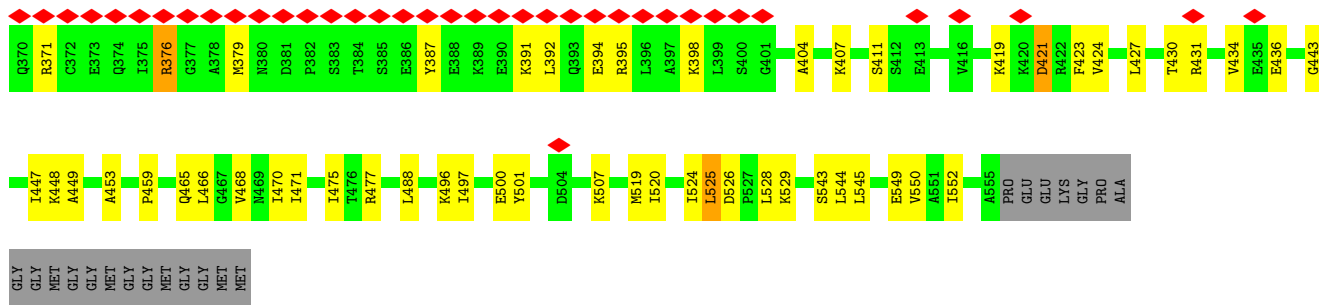 Q370 R371 C372 E373 Q374 I375 R376 G377 A378 M379 N380 D381 P382 S383 T384 S385 E386 Y387 E388 K389 E390 K391 L392 Q393 E394 R395 L396 A397 K398 L399 S400 G401 A404 K407 S411 S412 E413 V416 K419 K420 D421 R422 F423 V424 L427 T430 R431 V434 E435 E436 G443
I447 K448 A449 A453 P459 Q465 L466 G467 V468 N469 I470 I471 I475 T476 R477 L488 K496 I497 E500 Y501 D504 K507 M519 I520 I524 L525 D526 P527 L528 K529 S543 L544 L545 E549 V550 A551 I552 A555 PRO GLU GLU LYS GLY PRO ALA
GLY GLY MET GLY GLY MET GLY GLY MET GLY GLY MET MET